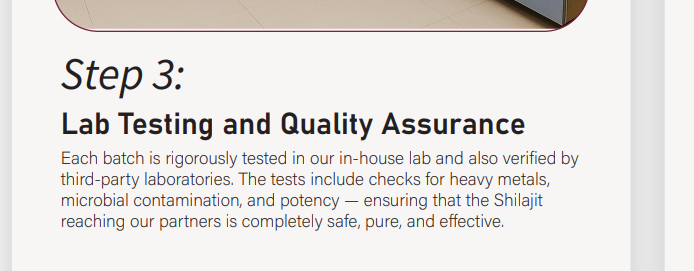 Step 3:
Lab Testing and Quality Assurance
Each batch is rigorously tested in our in-house lab and also verified by
third-party laboratories. The tests include checks for heavy metals,
microbial contamination, and potency — ensuring that the Shilajit
reaching our partners is completely safe, pure, and effective.